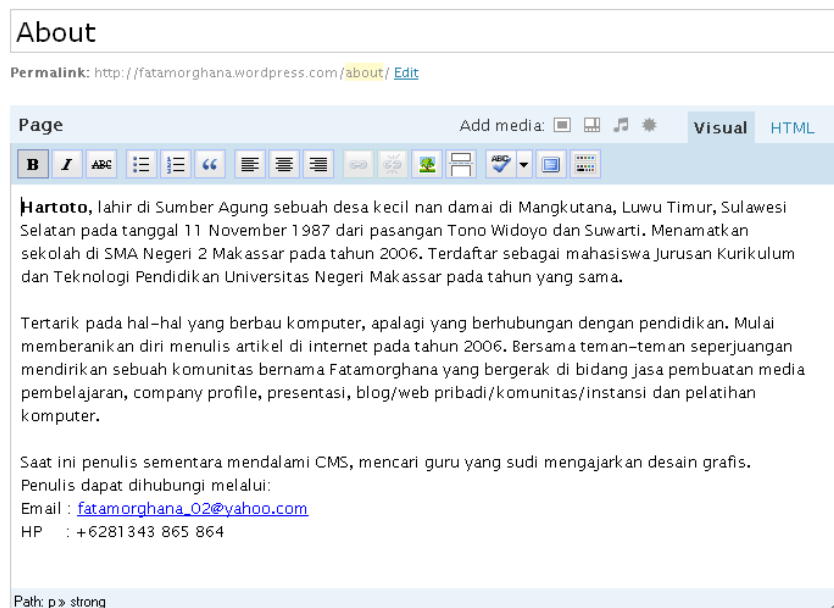 About
Permalink: http://fatamorghana.wordpress.com/about/ Edit
Page Add media: Visual HTML
B I ABC “ ABC
Hartoto, lahir di Sumber Agung sebuah desa kecil nan damai di Mangkutana, Luwu Timur, Sulawesi
Selatan pada tanggal 11 November 1987 dari pasangan Tono Widoyo dan Suwarti. Menamatkan
sekolah di SMA Negeri 2 Makassar pada tahun 2006. Terdaftar sebagai mahasiswa Jurusan Kurikulum
dan Teknologi Pendidikan Universitas Negeri Makassar pada tahun yang sama.
Tertarik pada hal-hal yang berbau komputer, apalagi yang berhubungan dengan pendidikan. Mulai
memberanikan diri menulis artikel di internet pada tahun 2006. Bersama teman-teman seperjuangan
mendirikan sebuah komunitas bernama Fatamorghana yang bergerak di bidang jasa pembuatan media
pembelajaran, company profile, presentasi, blog/web pribadi/komunitas/instansi dan pelatihan
komputer.
Saat ini penulis sementara mendalami CMS, mencari guru yang sudi mengajarkan desain grafis.
Penulis dapat dihubungi melalui:
Email : fatamorghana_02@yahoo.com
HP : +6281343 865 864
Path: p » strong